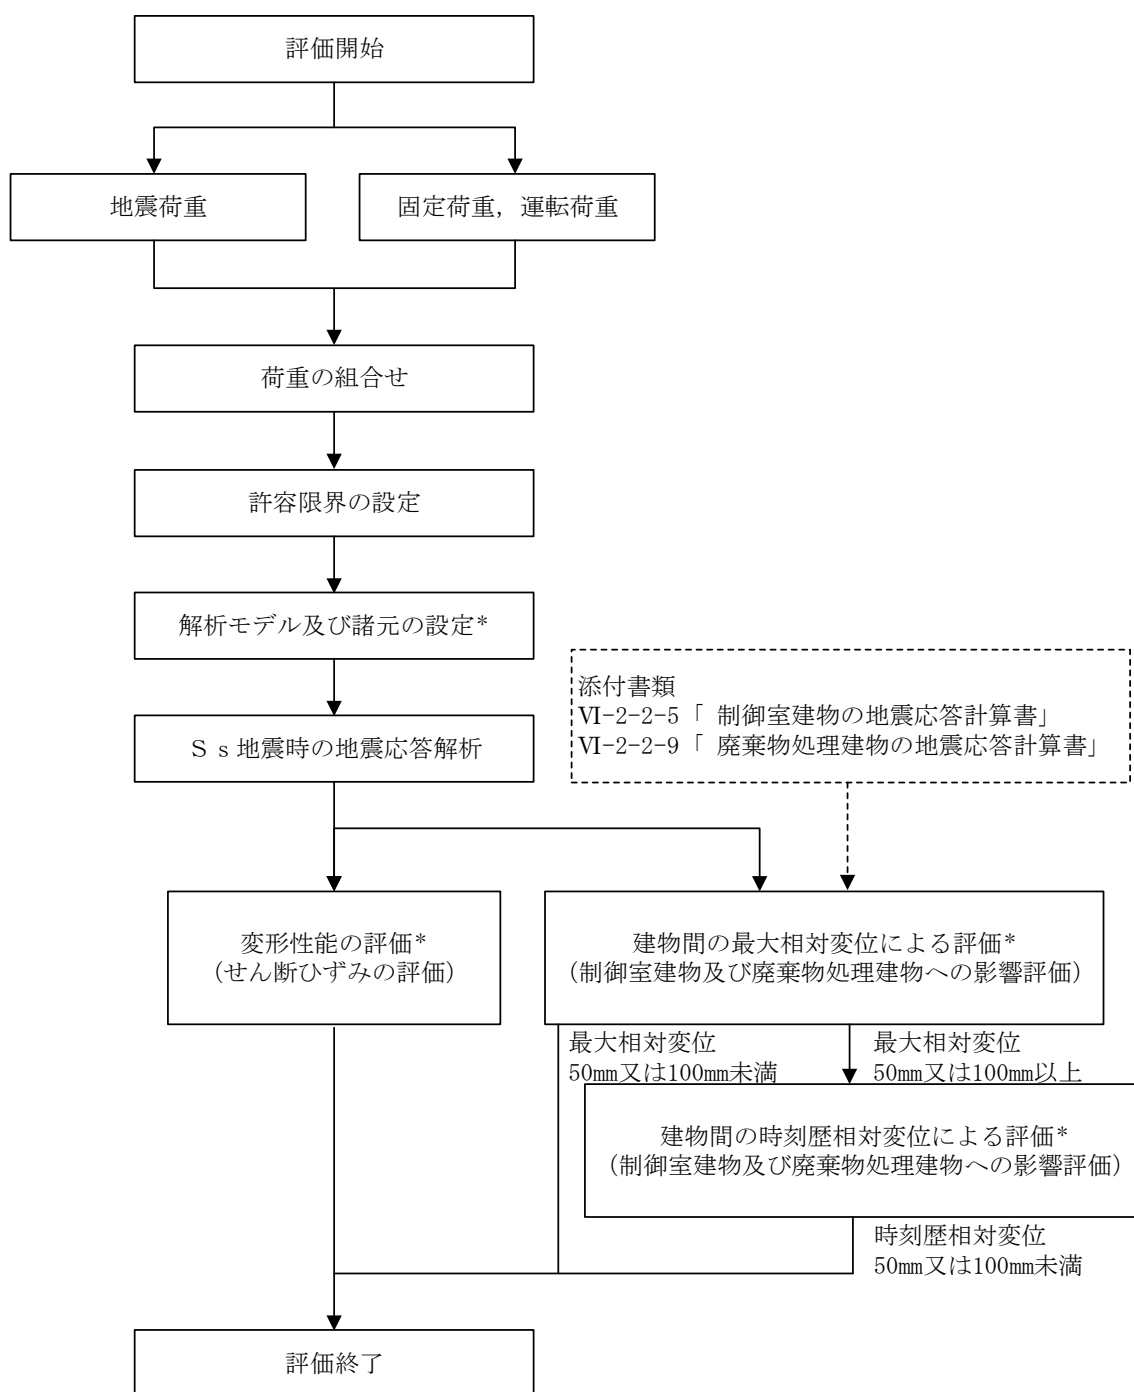 評価開始
地震荷重
固定荷重，運転荷重
荷重の組合せ
許容限界の設定
解析モデル及び諸元の設定*
添付書類
Ⅵ-2-2-5「 制御室建物の地震応答計算書」
Ⅵ-2-2-9「 廃棄物処理建物の地震応答計算書」
Ｓｓ地震時の地震応答解析
変形性能の評価*
(せん断ひずみの評価)
建物間の最大相対変位による評価*
(制御室建物及び廃棄物処理建物への影響評価)
最大相対変位
50㎜又は100㎜未満
最大相対変位
50㎜又は100㎜以上
建物間の時刻歴相対変位による評価*
(制御室建物及び廃棄物処理建物への影響評価)
時刻歴相対変位
50㎜又は100㎜未満
評価終了